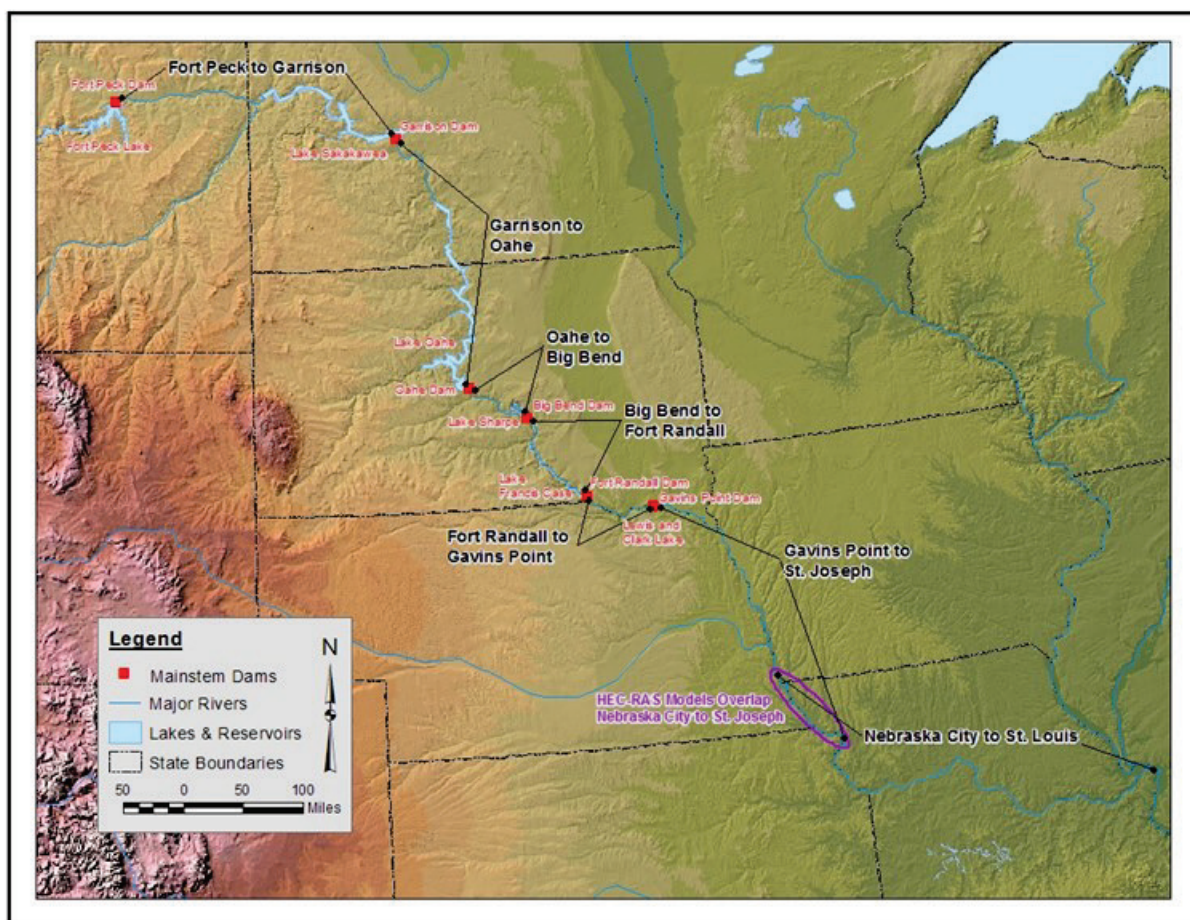 Fort Peck to Garrison
Fort Peck Dam
Fort Peck Lake
Garrison Dam
Lake Sakakawea
Garrison to
Oahe
Lake Oahe
Oahe Dam
Oahe to
Big Bend
Big Bend Dam
Lake Sharpe
Big Bend to
Fort Randall
Lake
Francis Case
Fort Randall Dam
Gavins Point Dam
Lewis and
Clark Lake
Fort Randall to
Gavins Point
Gavins Point to
St. Joseph
HEC-RAS Models Overlap
Nebraska City to St. Joseph
Nebraska City to St. Louis
Legend
N
Mainstem Dams
Major Rivers
Lakes & Reservoirs
State Boundaries
50 0 50 100
Miles